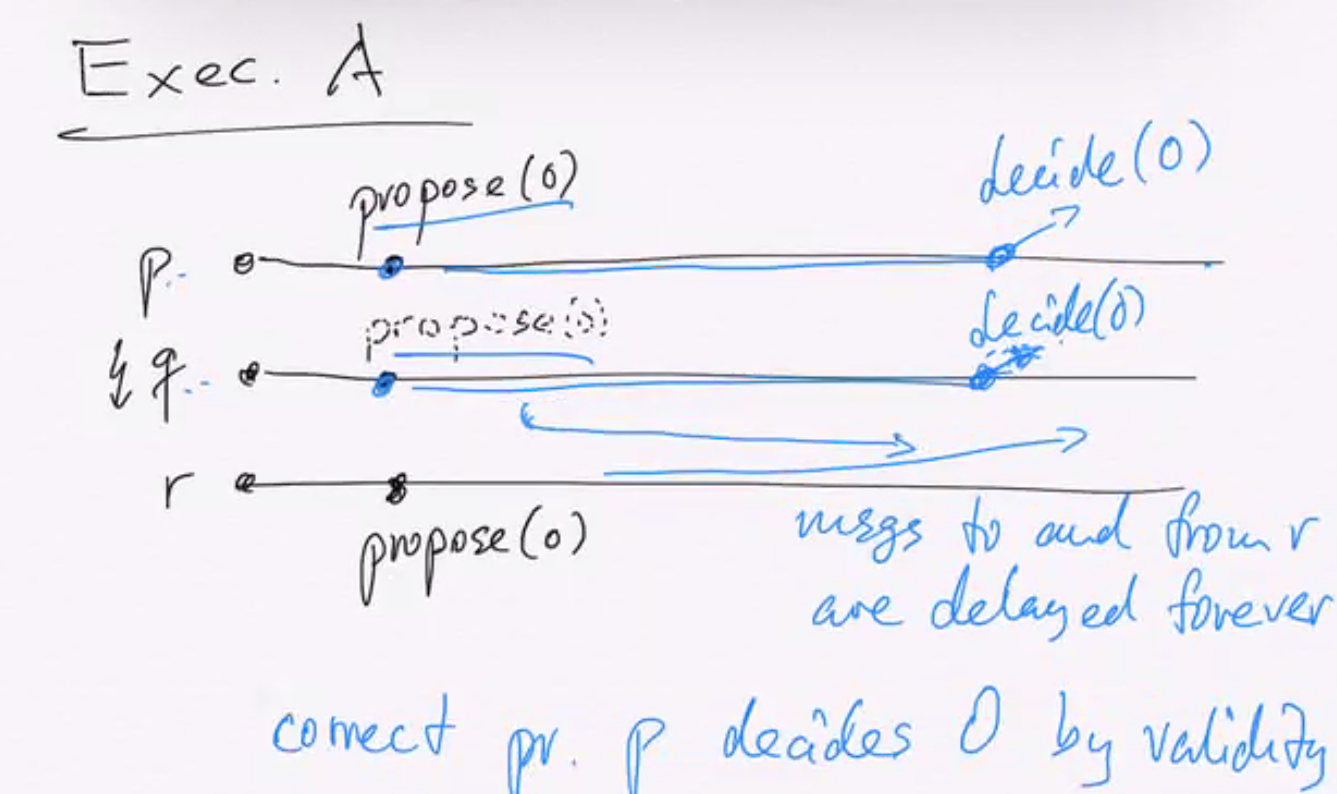 Exec. A
propose(0)
decide(0)
p
propose(0)
decide(0)
q
r
propose(0)
msgs to and from r
are delayed forever
correct pr. p decides 0 by validity